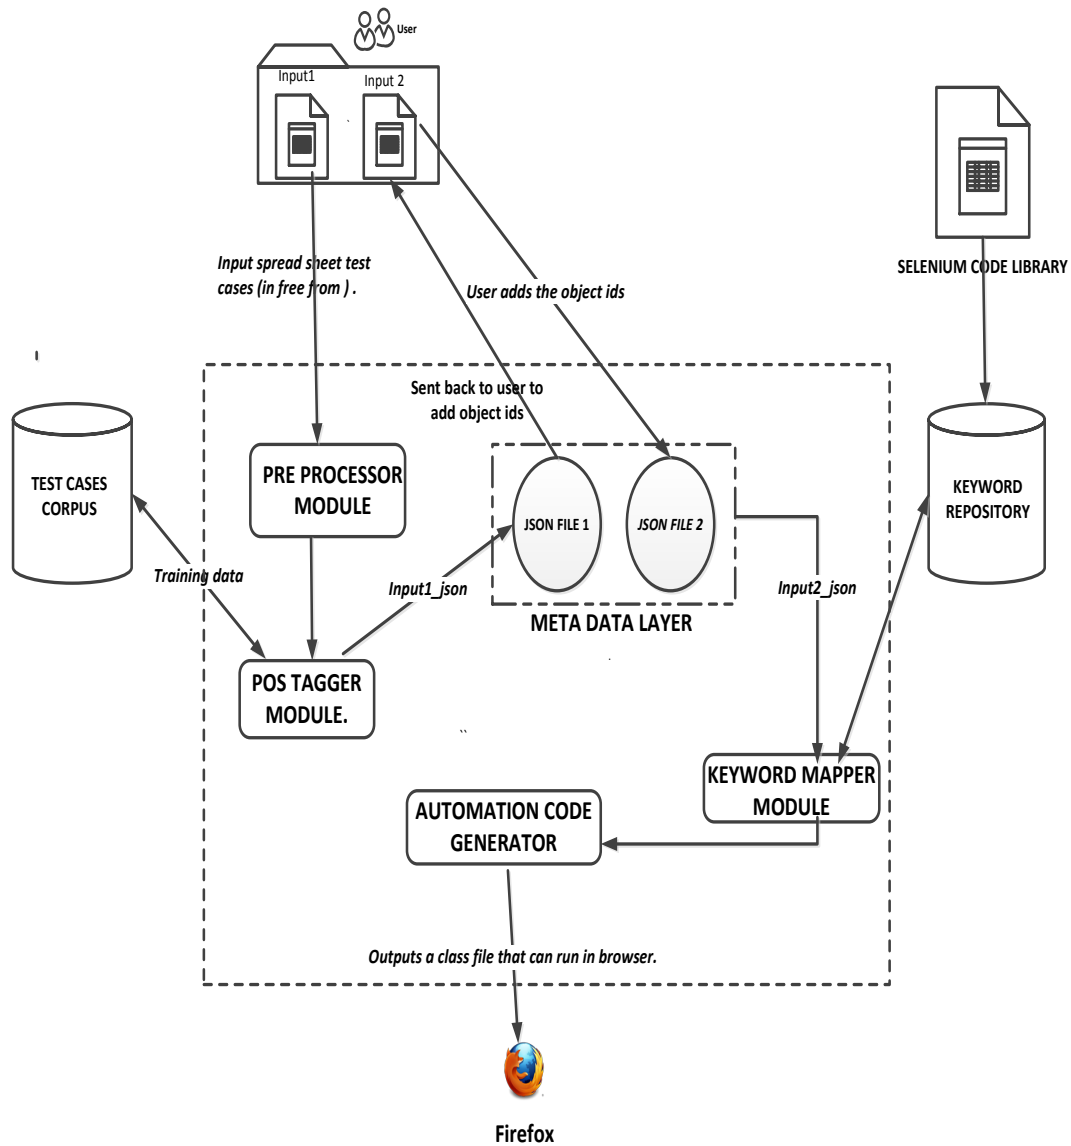 User
Input1
Input 2
Input spread sheet test
cases (in free from ) .
User adds the object ids
SELENIUM CODE LIBRARY
Sent back to user to
add object ids
TEST CASES
CORPUS
PRE PROCESSOR
MODULE
JSON FILE 1
JSON FILE 2
KEYWORD
REPOSITORY
Training data
Input1_json
Input2_json
META DATA LAYER
POS TAGGER
MODULE.
KEYWORD MAPPER
MODULE
AUTOMATION CODE
GENERATOR
Outputs a class file that can run in browser.
Firefox